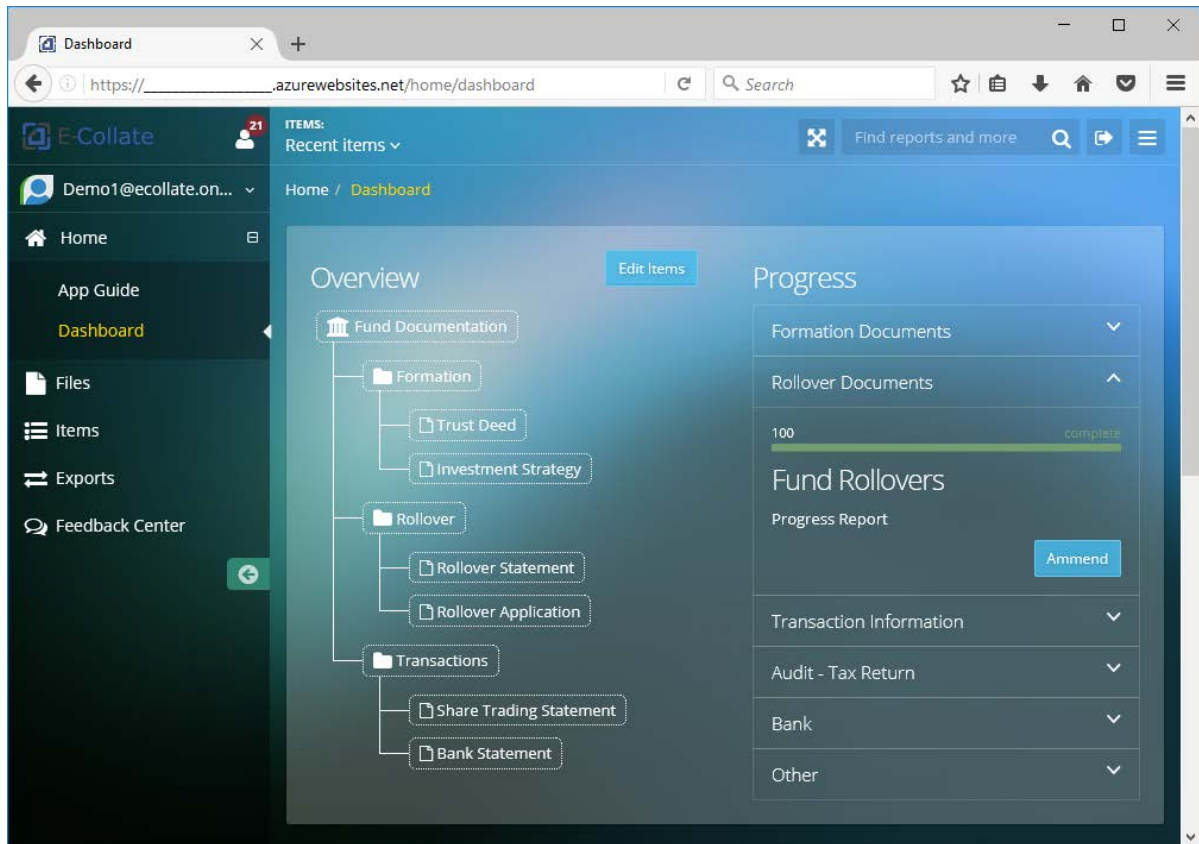 Dashboard
https://_______________.azurewebsites.net/home/dashboard
Search
E-Collate
21
ITEMS:
Recent items
Find reports and more
Demo1@ecollate.on...
Home / Dashboard
Home
App Guide
Dashboard
Files
Items
Exports
Feedback Center
Overview
Edit Items
Fund Documentation
Formation
Trust Deed
Investment Strategy
Rollover
Rollover Statement
Rollover Application
Transactions
Share Trading Statement
Bank Statement
Progress
Formation Documents
Rollover Documents
100 complete
Fund Rollovers
Progress Report
Ammend
Transaction Information
Audit - Tax Return
Bank
Other